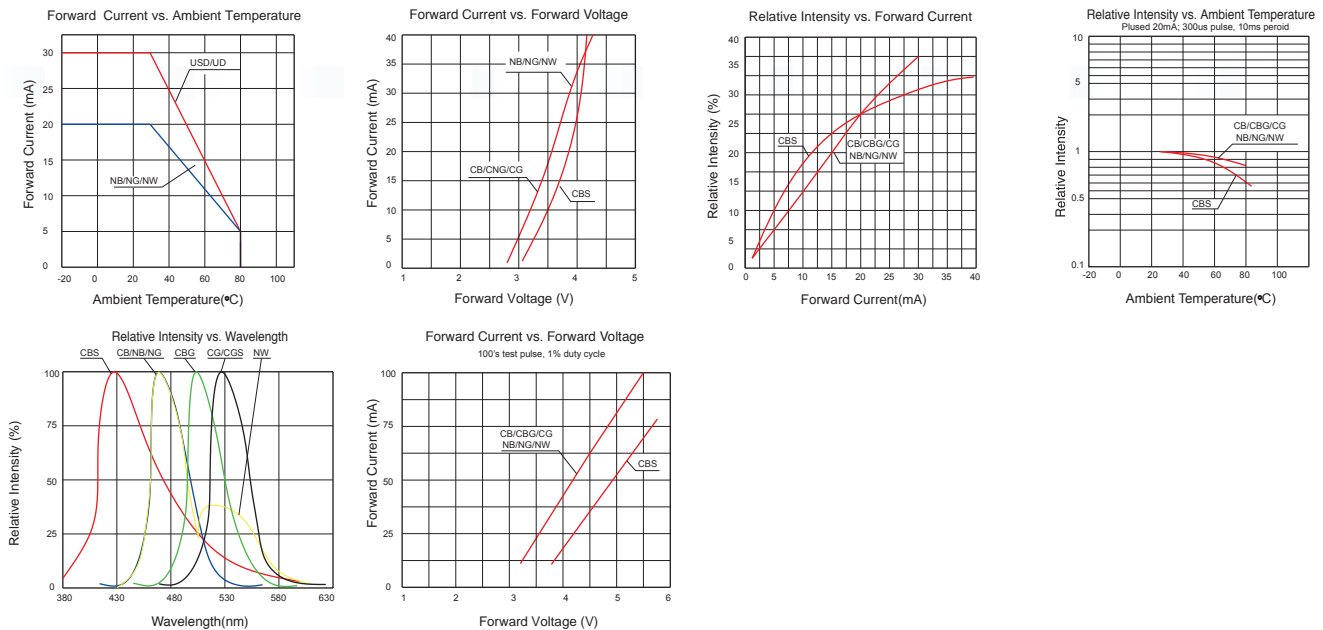 Forward Current vs. Ambient Temperature
Forward Current (mA)
30
25
20
15
10
5
0
USD/UD
NB/NG/NW
-20 0 20 40 60 80 100
Ambient Temperature(°C)
Forward Current vs. Forward Voltage
Forward Current (mA)
40
35
30
25
20
15
10
5
0
NB/NG/NW
CB/CNG/CG
CBS
1 2 3 4 5
Forward Voltage (V)
Relative Intensity vs. Forward Current
Relative Intensity (%)
40
35
30
25
20
15
10
5
0
CBS
CB/CBG/CG
NB/NG/NW
0 2.5 5 10 15 20 25 30 35 40
Forward Current(mA)
Relative Intensity vs. Ambient Temperature
Plused 20mA; 300us pulse, 10ms peroid
Relative Intensity
10
5
1
0.5
0.1
CB/CBG/CG
NB/NG/NW
CBS
-20 0 20 40 60 80 100
Ambient Temperature(°C)
Relative Intensity vs. Wavelength
CBS CB/NB/NG CBG CG/CGS NW
Relative Intensity (%)
100
75
50
25
0
380 430 480 530 580 630
Wavelength(nm)
Forward Current vs. Forward Voltage
100's test pulse, 1% duty cycle
Forward Current (mA)
100
75
50
25
0
CB/CBG/CG
NB/NG/NW
CBS
1 2 3 4 5 6
Forward Voltage (V)